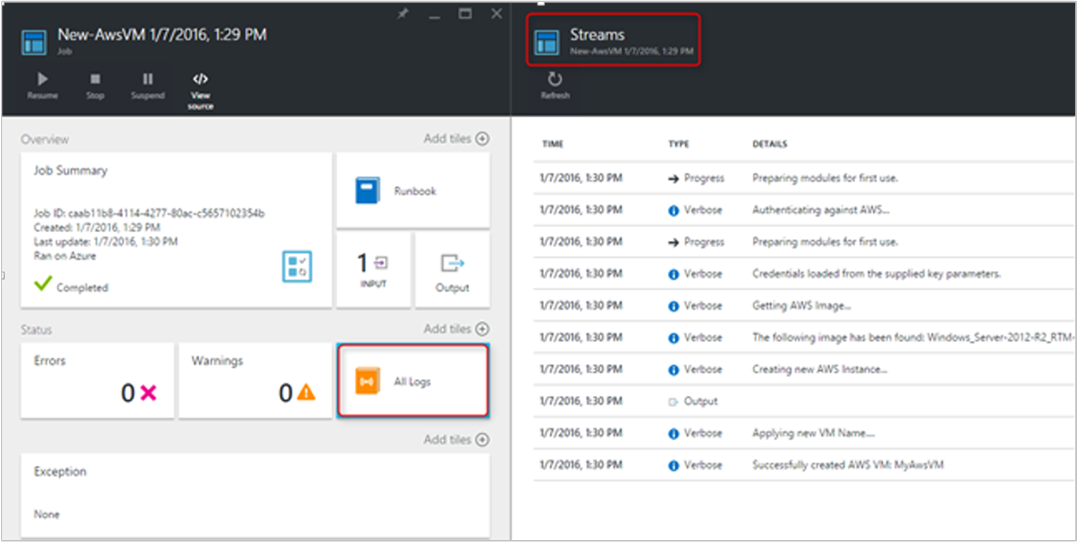 New-AwsVM 1/7/2016, 1:29 PM
Job
Resume
Stop
Suspend
View source
Overview
Add tiles
Job Summary
Job ID: caab11b8-4114-4277-80ac-c5657102354b
Created: 1/7/2016, 1:29 PM
Last update: 1/7/2016, 1:30 PM
Ran on Azure
Completed
Runbook
1
INPUT
Output
Status
Add tiles
Errors
0
Warnings
0
All Logs
Add tiles
Exception
None
Streams
New-AwsVM 1/7/2016, 1:29 PM
Refresh
TIME TYPE DETAILS
1/7/2016, 1:30 PM Progress Preparing modules for first use.
1/7/2016, 1:30 PM Verbose Authenticating against AWS...
1/7/2016, 1:30 PM Progress Preparing modules for first use.
1/7/2016, 1:30 PM Verbose Credentials loaded from the supplied key parameters.
1/7/2016, 1:30 PM Verbose Getting AWS Image...
1/7/2016, 1:30 PM Verbose The following image has been found: Windows_Server-2012-R2_RTM-
1/7/2016, 1:30 PM Verbose Creating new AWS Instance...
1/7/2016, 1:30 PM Output
1/7/2016, 1:30 PM Verbose Applying new VM Name....
1/7/2016, 1:30 PM Verbose Successfully created AWS VM: MyAwsVM